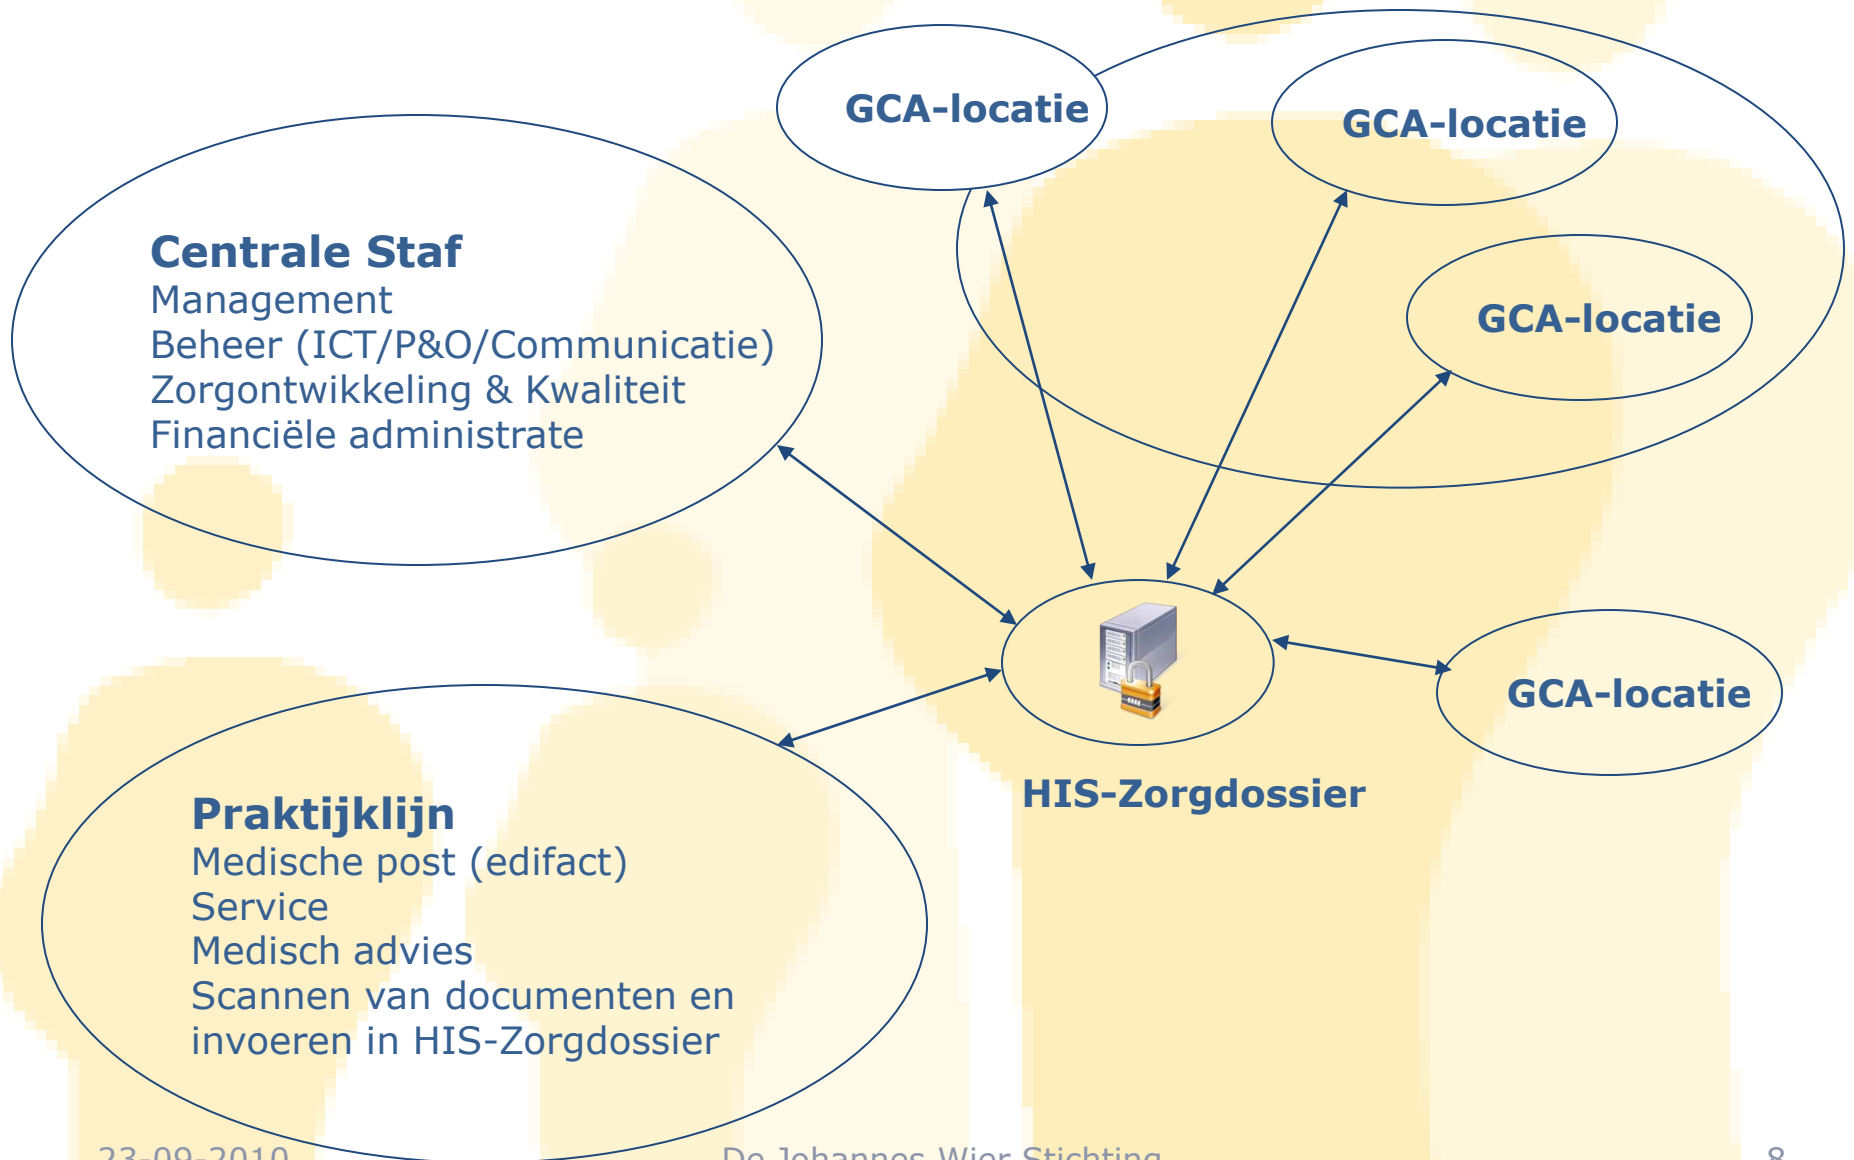 GCA-locatie
GCA-locatie
GCA-locatie
Centrale Staf
Management
Beheer (ICT/P&O/Communicatie)
Zorgontwikkeling & Kwaliteit
Financiële administrate
GCA-locatie
HIS-Zorgdossier
Praktijklijn
Medische post (edifact)
Service
Medisch advies
Scannen van documenten en
invoeren in HIS-Zorgdossier
23-09-2010
De Johannes Wier Stichting
8